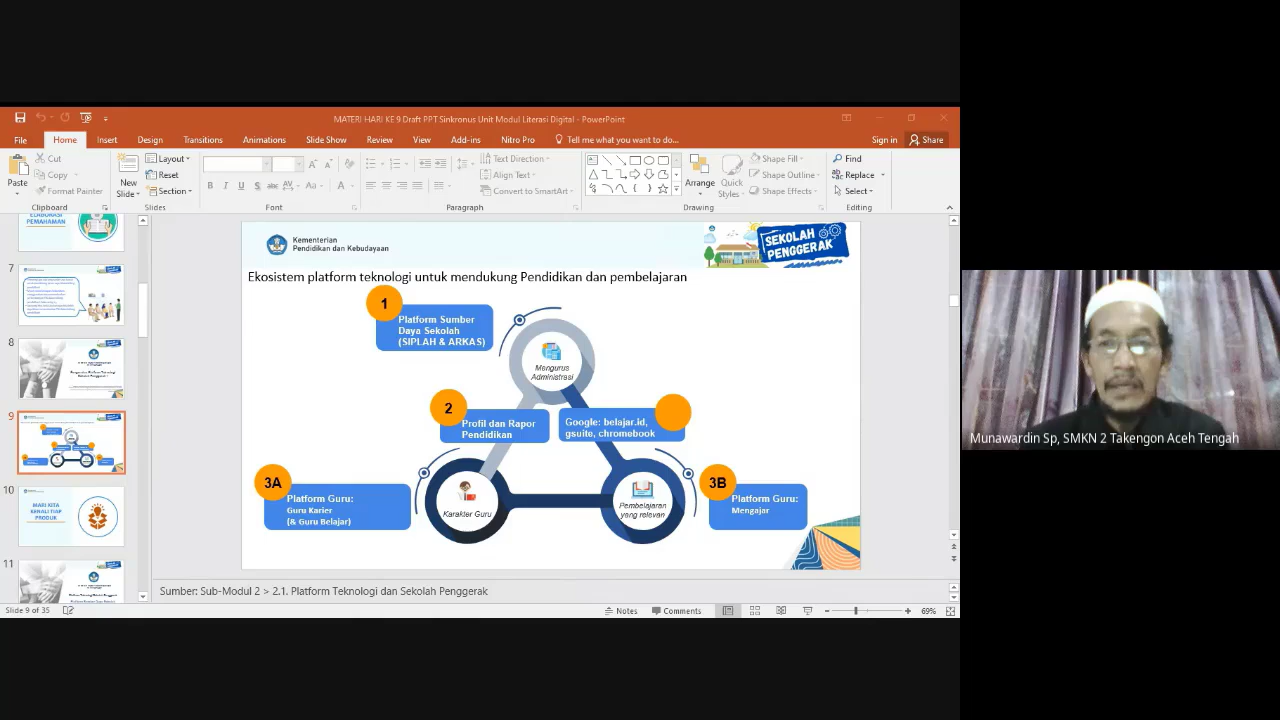 MATERI HARI KE 9 Draft PPT Sinkronus Unit Modul Literasi Digital - PowerPoint
File Home Insert Design Transitions Animations Slide Show Review View Add-ins Nitro Pro Tell me what you want to do... Sign in Share
Paste
Cut
Copy
Format Painter
Clipboard
New
Slide
Layout
Reset
Section
Slides
Font
Text Direction
Align Text
Convert to SmartArt
Paragraph
Arrange
Quick
Styles
Shape Fill
Shape Outline
Shape Effects
Drawing
Find
Replace
Select
Editing
ELABORASI
PEMAHAMAN
7
8
9
10
MARI KITA
KENALI TIAP
PRODUK
11
Kementerian
Pendidikan dan Kebudayaan
SEKOLAH
PENGGERAK
Ekosistem platform teknologi untuk menunjang Pendidikan dan pembelajaran
1
Platform Sumber
Daya Sekolah
(SIPLAH & ARKAS)
Mengurus
Administrasi
2
Profil dan Rapor
Pendidikan
Google: belajar.id,
gsuite, chromebook
3A
Platform Guru:
Guru Karier
(& Guru Belajar)
Karakter Guru
Pembelajaran
yang relevan
3B
Platform Guru:
Mengajar
Sumber: Sub-Modul 2 > 2.1. Platform Teknologi dan Sekolah Penggerak
Slide 9 of 35
Notes Comments 69%
Munawardin Sp, SMKN 2 Takengon Aceh Tengah